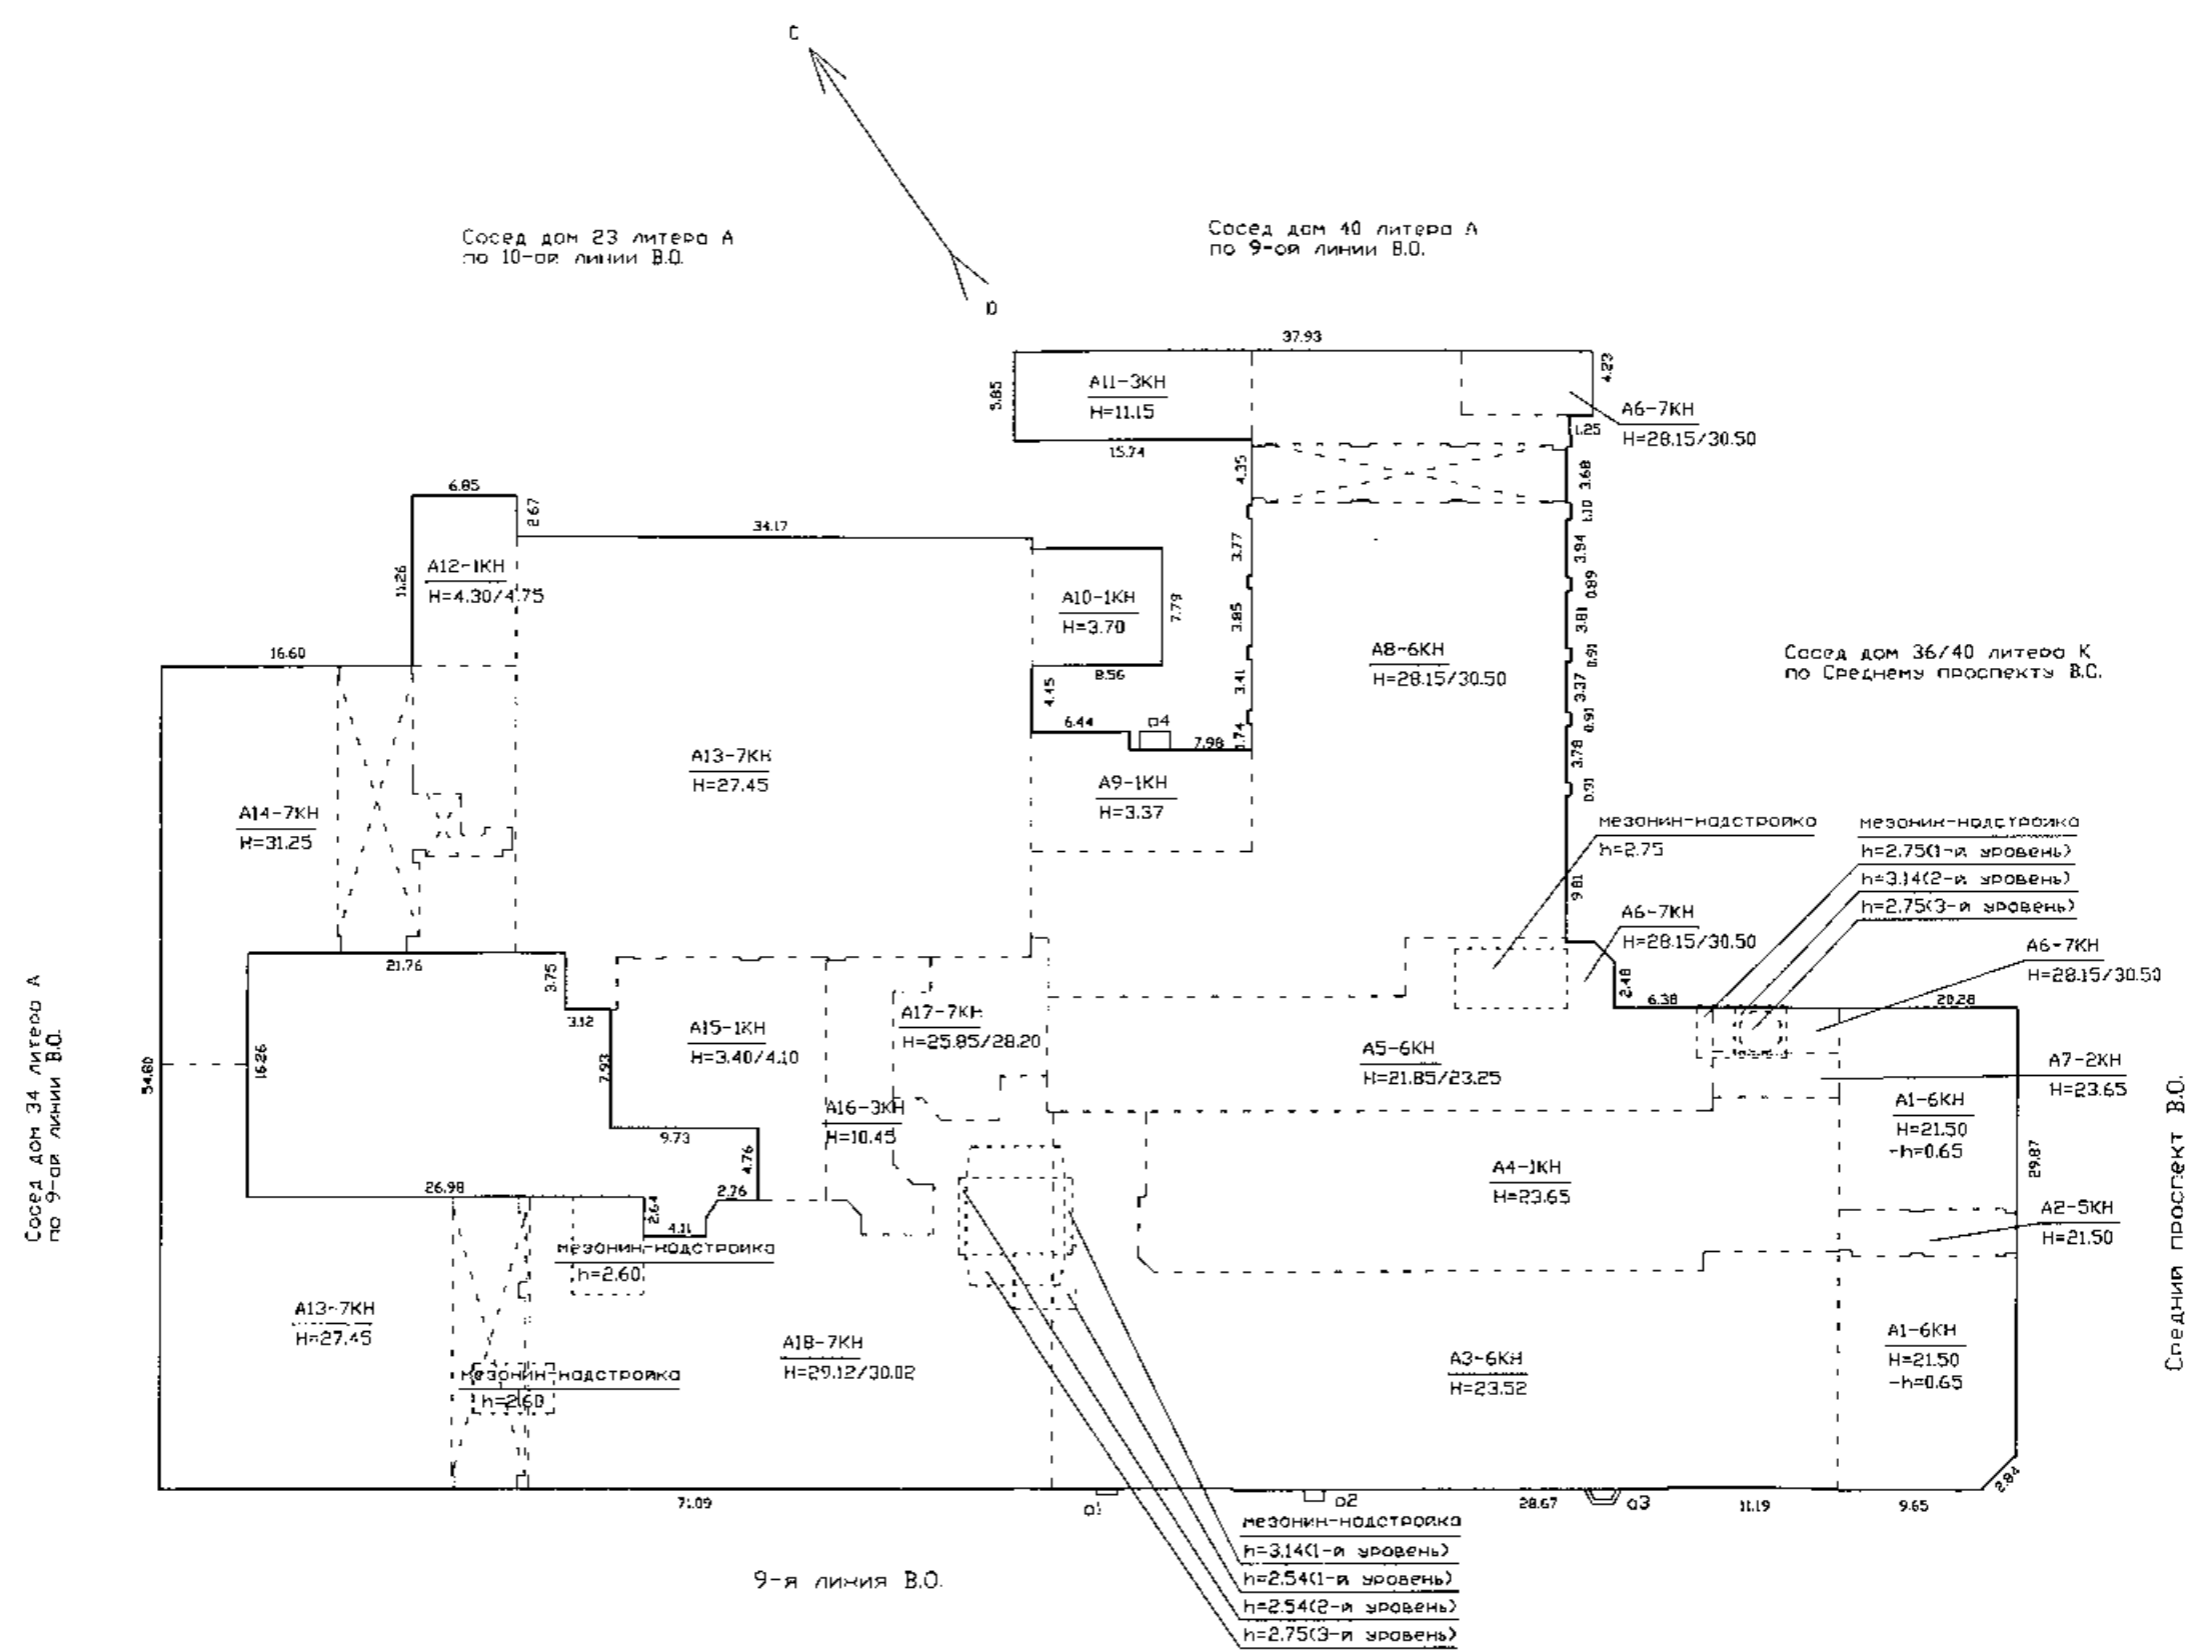 С
Ю
Сосед дом 23 литера А
по 10-ой линии В.О.
Сосед дом 40 литера А
по 9-ой линии В.О.
37.93
5.85
А11-3КН
Н=11.15
4.23
А6-7КН
Н=28.15/30.50
1.25
15.74
4.35
3.68
1.10
6.85
2.67
34.17
3.77
3.94
11.26
А12-1КН
Н=4.30/4.75
А10-1КН
Н=3.70
7.79
3.85
0.89
3.81
16.60
8.56
4.45
3.41
А8-6КН
Н=28.15/30.50
0.91
3.37
Сосед дом 36/40 литера К
по Среднему проспекту В.О.
6.44
а4
7.98
1.74
0.91
3.78
0.91
А13-7КН
Н=27.45
А9-1КН
Н=3.37
А14-7КН
Н=31.25
мезонин-надстройка
h=2.75
мезонин-надстройка
h=2.75(1-й уровень)
h=3.14(2-й уровень)
h=2.75(3-й уровень)
9.81
А6-7КН
Н=28.15/30.50
А6-7КН
Н=28.15/30.50
21.76
3.75
3.12
2.48
6.38
20.28
Сосед дом 34 литера А
по 9-ой линии В.О.
54.80
16.26
7.93
А15-1КН
Н=3.40/4.10
А17-7КН
Н=25.85/28.20
А5-6КН
Н=21.85/23.25
А7-2КН
Н=23.65
А16-3КН
Н=10.45
А1-6КН
Н=21.50
-h=0.65
9.73
4.76
А4-1КН
Н=23.65
29.87
26.98
2.64
2.76
4.11
А2-5КН
Н=21.50
мезонин-надстройка
h=2.60
А13-7КН
Н=27.45
А18-7КН
Н=29.12/30.02
А3-6КН
Н=23.52
А1-6КН
Н=21.50
-h=0.65
Средний проспект В.О.
мезонин-надстройка
h=2.60
71.09
а1
а2
28.67
а3
11.19
9.65
2.84
9-я линия В.О.
мезонин-надстройка
h=3.14(1-й уровень)
h=2.54(1-й уровень)
h=2.54(2-й уровень)
h=2.75(3-й уровень)